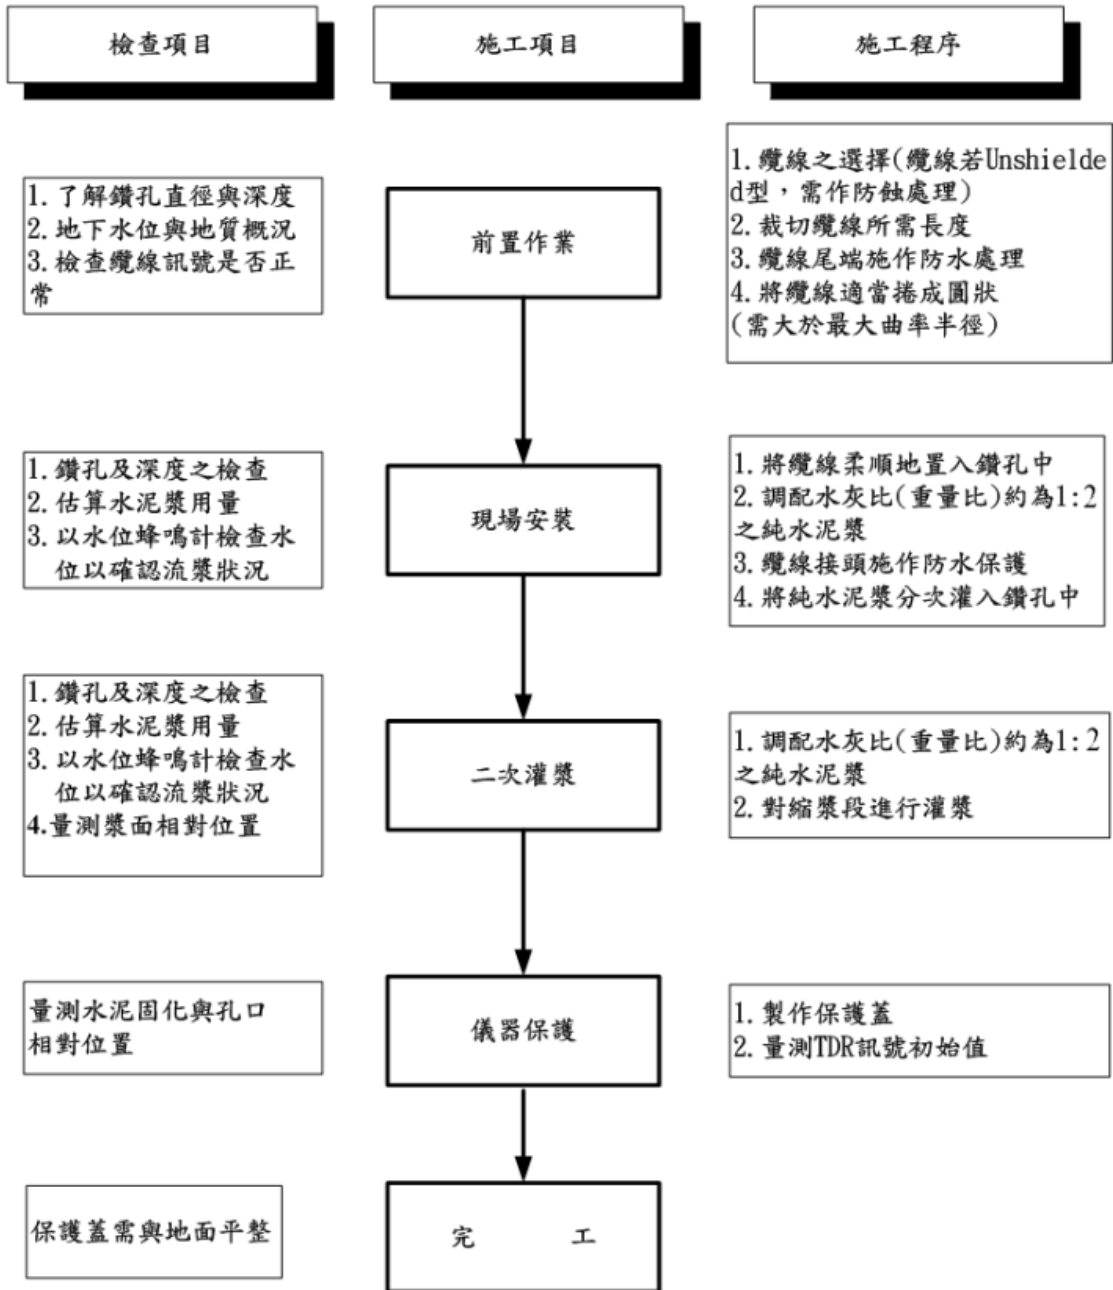 檢查項目
施工項目
施工程序
1. 了解鑽孔直徑與深度
2. 地下水位與地質概況
3. 檢查纜線訊號是否正
常
前置作業
1. 纜線之選擇(纜線若Unshielde
d型，需作防蝕處理)
2. 裁切纜線所需長度
3. 纜線尾端施作防水處理
4. 將纜線適當捲成圓狀
(需大於最大曲率半徑)
1. 鑽孔及深度之檢查
2. 估算水泥漿用量
3. 以水位蜂鳴計檢查水
位以確認流漿狀況
現場安裝
1. 將纜線柔順地置入鑽孔中
2. 調配水灰比(重量比)約為1:2
之純水泥漿
3. 纜線接頭施作防水保護
4. 將純水泥漿分次灌入鑽孔中
1. 鑽孔及深度之檢查
2. 估算水泥漿用量
3. 以水位蜂鳴計檢查水
位以確認流漿狀況
4.量測漿面相對位置
二次灌漿
1. 調配水灰比(重量比)約為1:2
之純水泥漿
2. 對縮漿段進行灌漿
量測水泥固化與孔口
相對位置
儀器保護
1. 製作保護蓋
2. 量測TDR訊號初始值
保護蓋需與地面平整
完 工